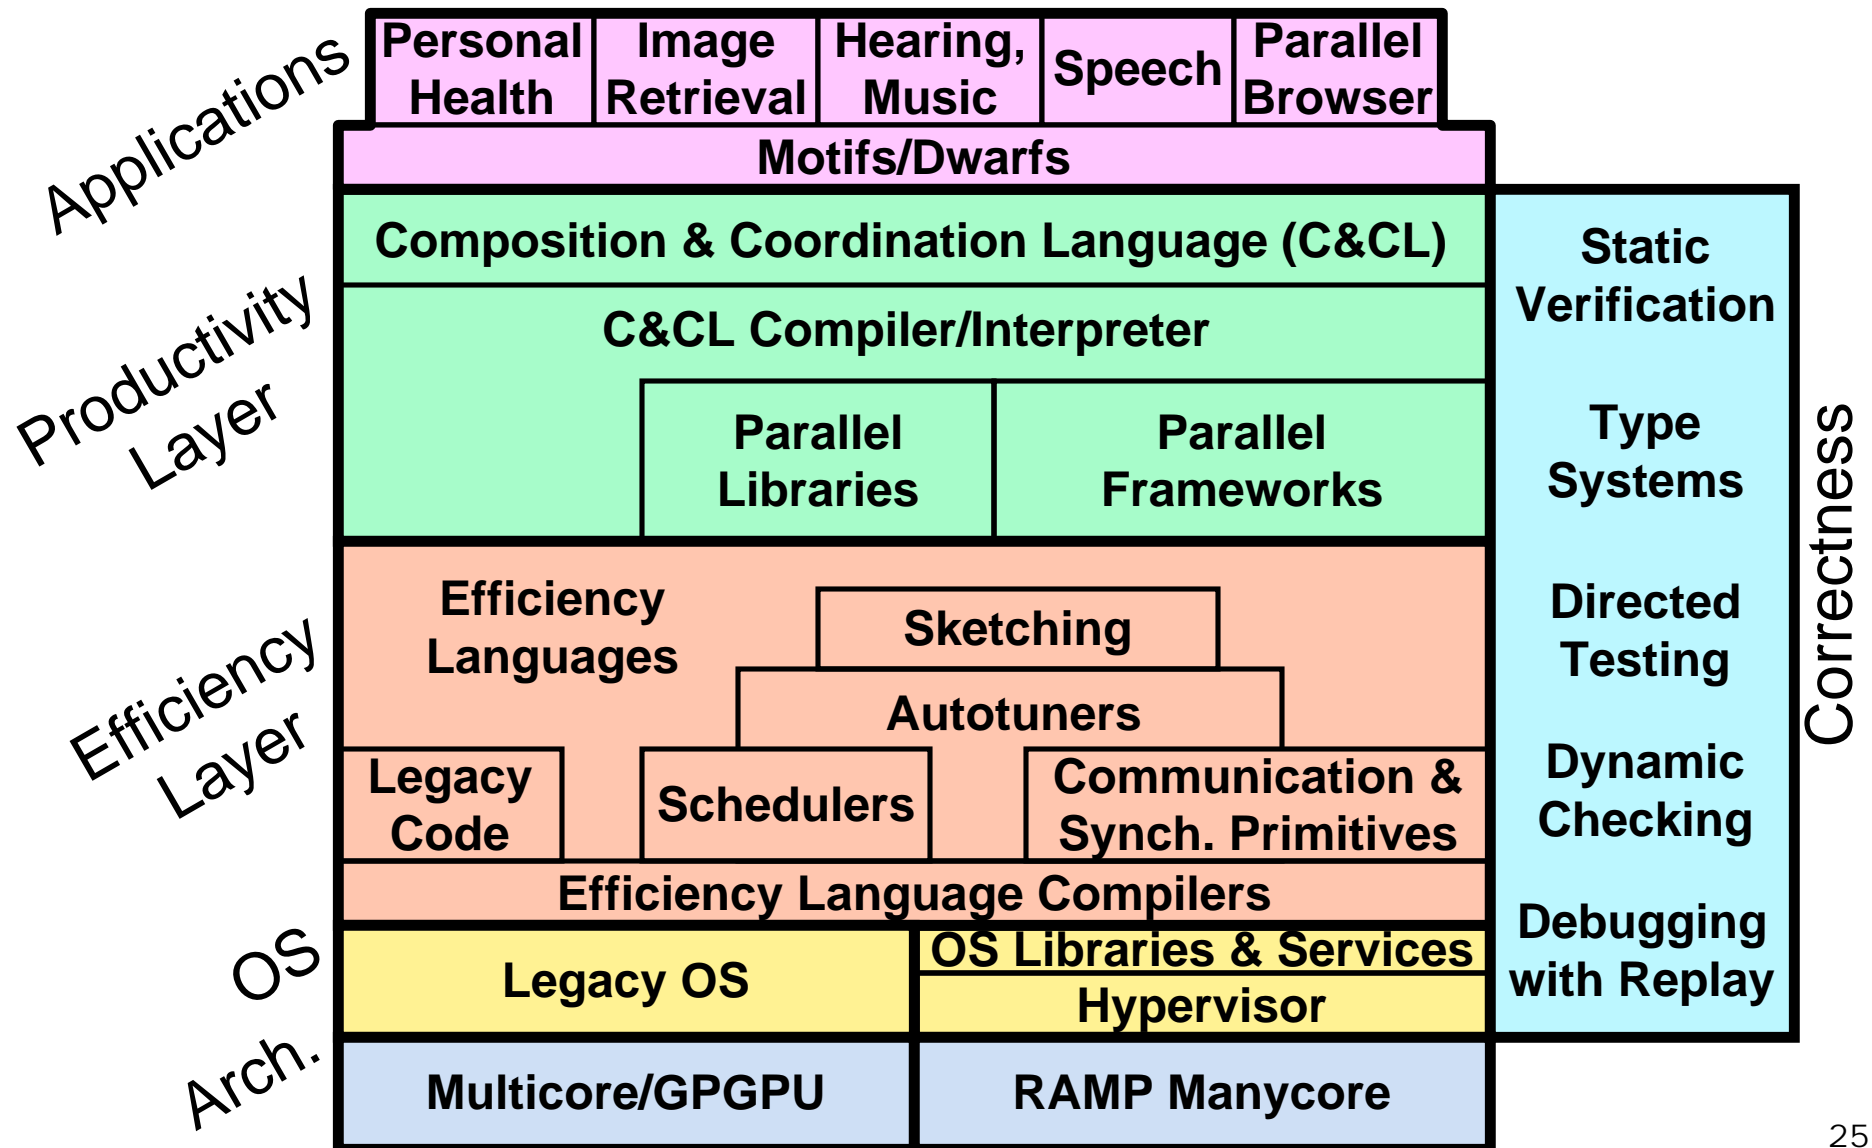 Applications
Personal
Health
Image
Retrieval
Hearing,
Music
Speech
Parallel
Browser
Motifs/Dwarfs
Productivity
Layer
Composition & Coordination Language (C&CL)
C&CL Compiler/Interpreter
Parallel
Libraries
Parallel
Frameworks
Efficiency
Layer
Efficiency
Languages
Sketching
Autotuners
Legacy
Code
Schedulers
Communication &
Synch. Primitives
Efficiency Language Compilers
OS
Legacy OS
OS Libraries & Services
Hypervisor
Arch.
Multicore/GPGPU
RAMP Manycore
Static
Verification
Type
Systems
Directed
Testing
Dynamic
Checking
Debugging
with Replay
Correctness
25